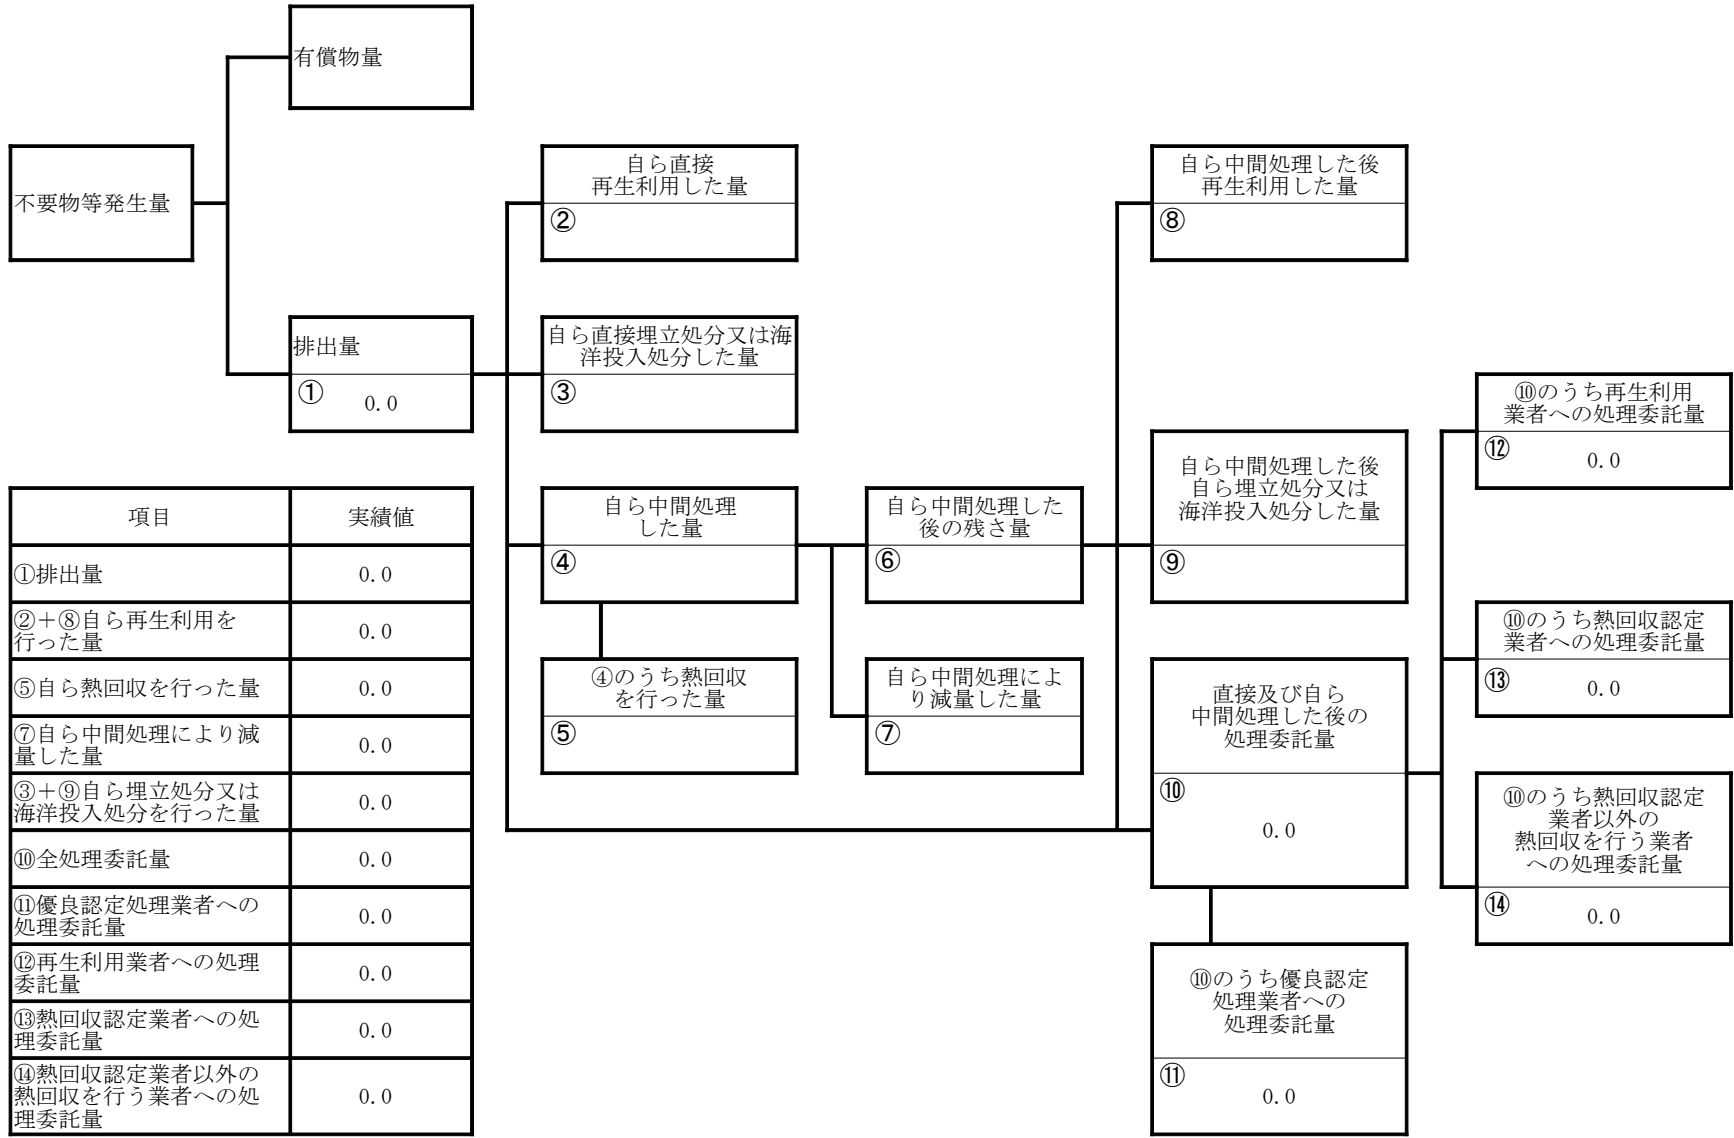 有償物量
不要物等発生量
排出量
①
0.0
自ら直接
再生利用した量
②
自ら直接埋立処分又は海
洋投入処分した量
③
自ら中間処理
した量
④
④のうち熱回収
を行った量
⑤
自ら中間処理した
後の残さ量
⑥
自ら中間処理によ
り減量した量
⑦
自ら中間処理した後
再生利用した量
⑧
自ら中間処理した後
自ら埋立処分又は
海洋投入処分した量
⑨
直接及び自ら
中間処理した後の
処理委託量
⑩
0.0
⑩のうち優良認定
処理業者への
処理委託量
⑪
0.0
⑩のうち再生利用
業者への処理委託量
⑫
0.0
⑩のうち熱回収認定
業者への処理委託量
⑬
0.0
⑩のうち熱回収認定
業者以外の
熱回収を行う業者
への処理委託量
⑭
0.0
項目 実績値
①排出量 0.0
②＋⑧自ら再生利用を
行った量 0.0
⑤自ら熱回収を行った量 0.0
⑦自ら中間処理により減
量した量 0.0
③＋⑨自ら埋立処分又は
海洋投入処分を行った量 0.0
⑩全処理委託量 0.0
⑪優良認定処理業者への
処理委託量 0.0
⑫再生利用業者への処理
委託量 0.0
⑬熱回収認定業者への処
理委託量 0.0
⑭熱回収認定業者以外の
熱回収を行う業者への処
理委託量 0.0